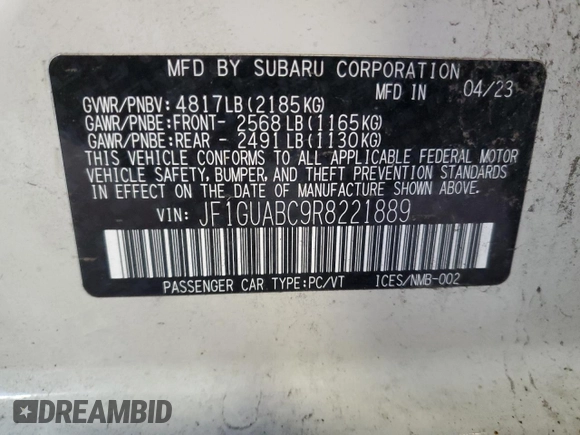 MFD BY SUBARU CORPORATION
MFD IN 04/23
GVWR/PNBV: 4817LB(2185KG)
GAWR/PNBE:FRONT- 2568LB(1165KG)
GAWR/PNBE:REAR - 2491LB(1130KG)
THIS VEHICLE CONFORMS TO ALL APPLICABLE FEDERAL MOTOR
VEHICLE SAFETY, BUMPER, AND THEFT PREVENTION STANDARDS
IN EFFECT ON THE DATE OF MANUFACTURE SHOWN ABOVE.
VIN: JF1GUABC9R8221889
PASSENGER CAR TYPE:PC/VT ICES/NMB-002
DREAMBID